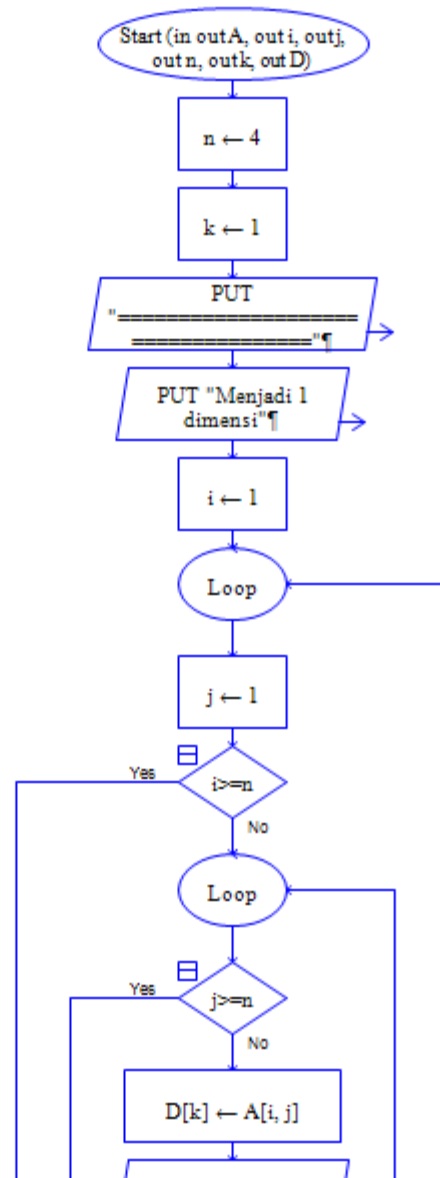 Start (in out A, out i, out j,
out n, out k, out D)
n ← 4
k ← 1
PUT
"====================
==============="¶
PUT "Menjadi 1
dimensi"¶
i ← 1
Loop
j ← 1
Yes
i>=n
No
Loop
Yes
j>=n
No
D[k] ← A[i, j]